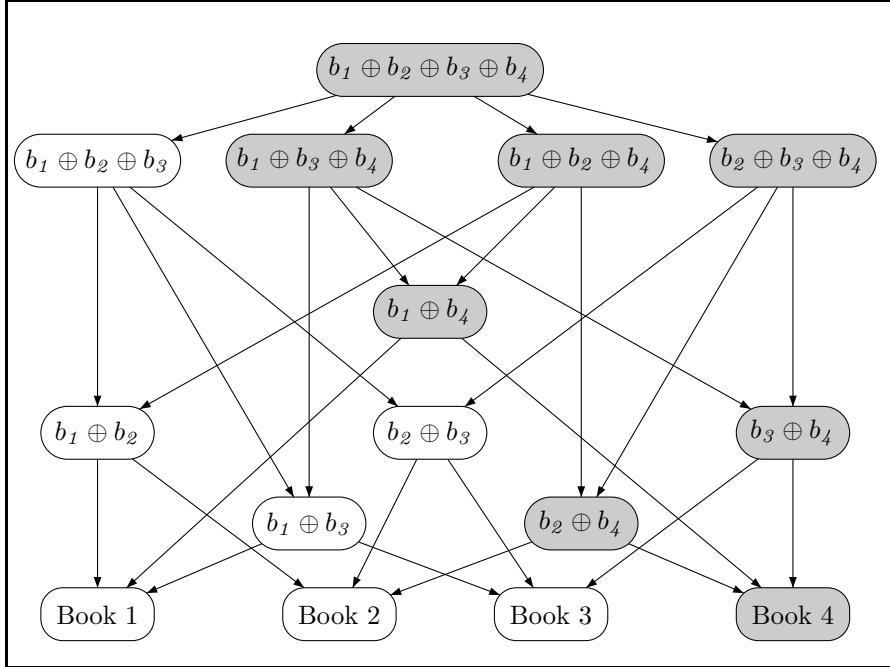 b₁ ⊕ b₂ ⊕ b₃ ⊕ b₄
b₁ ⊕ b₂ ⊕ b₃
b₁ ⊕ b₃ ⊕ b₄
b₁ ⊕ b₂ ⊕ b₄
b₂ ⊕ b₃ ⊕ b₄
b₁ ⊕ b₄
b₁ ⊕ b₂
b₂ ⊕ b₃
b₃ ⊕ b₄
b₁ ⊕ b₃
b₂ ⊕ b₄
Book 1
Book 2
Book 3
Book 4